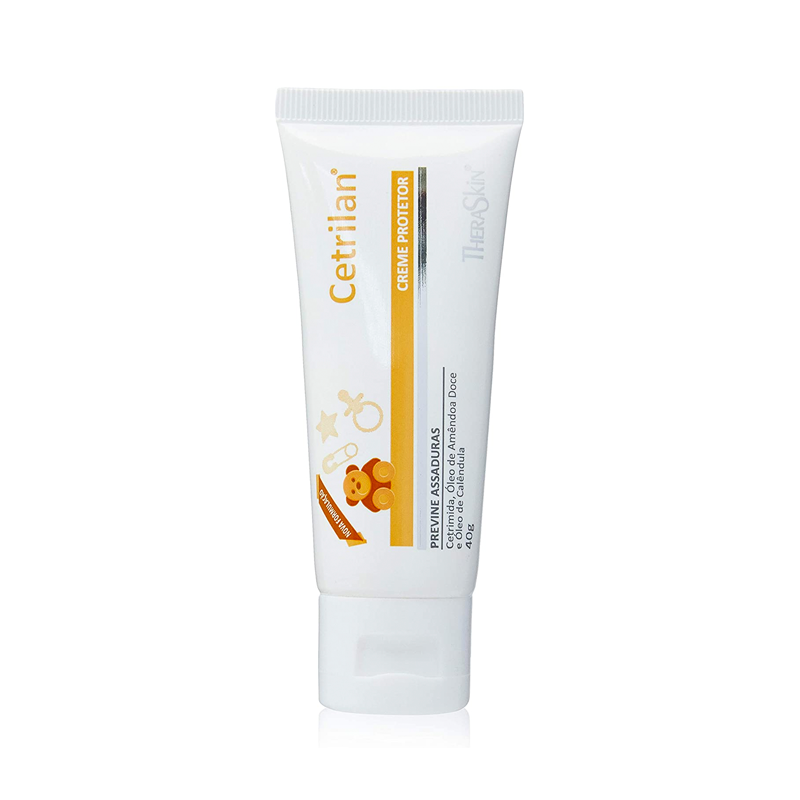 Cetrilan®
CREME PROTETOR
THERASKIN®
NOVA FORMULAÇÃO
PREVINE ASSADURAS
Cetrimida, Óleo de Amêndoa Doce
e Óleo de Calêndula
40g